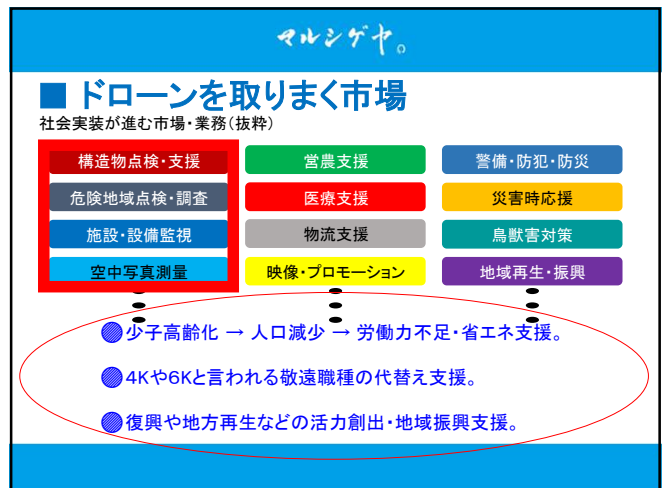 マルシゲヤ。
■ ドローンを取りまく市場
社会実装が進む市場・業務(抜粋)
構造物点検・支援 営農支援 警備・防犯・防災
危険地域点検・調査 医療支援 災害時応援
施設・設備監視 物流支援 鳥獣害対策
空中写真測量 映像・プロモーション 地域再生・振興
少子高齢化 → 人口減少 → 労働力不足・省エネ支援。
4Kや6Kと言われる敬遠職種の代替え支援。
復興や地方再生などの活力創出・地域振興支援。